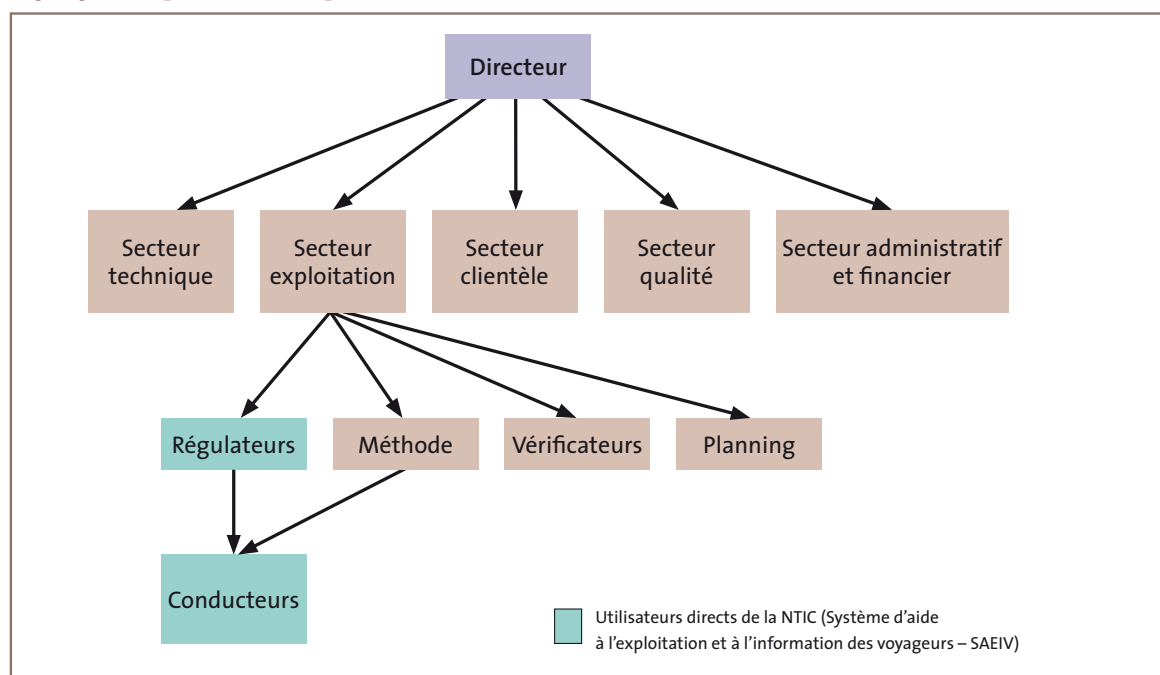 Directeur
Secteur
technique
Secteur
exploitation
Secteur
clientèle
Secteur
qualité
Secteur administratif
et financier
Régulateurs
Méthode
Vérificateurs
Planning
Conducteurs
Utilisateurs directs de la NTIC (Système d’aide
à l’exploitation et à l’information des voyageurs – SAEIV)